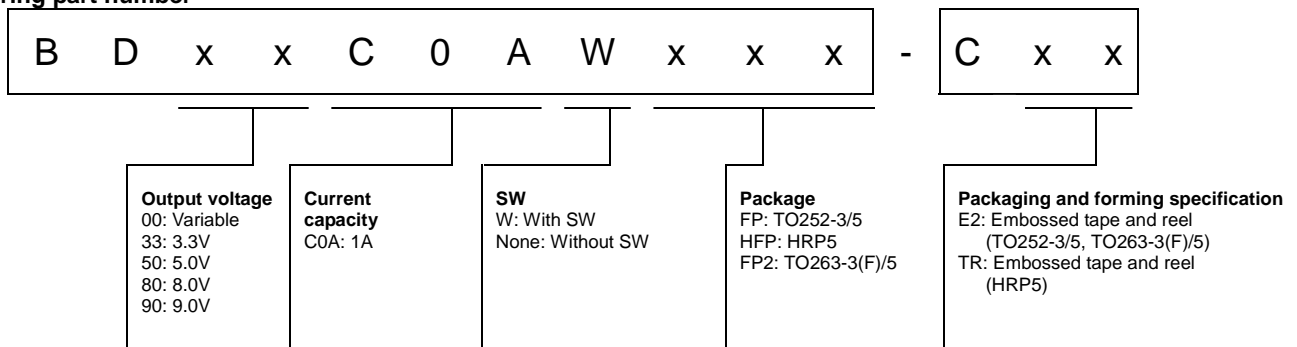 ring part number
B D x x C 0 A W x x x - C x x
Output voltage
00: Variable
33: 3.3V
50: 5.0V
80: 8.0V
90: 9.0V
Current
capacity
C0A: 1A
SW
W: With SW
None: Without SW
Package
FP: TO252-3/5
HFP: HRP5
FP2: TO263-3(F)/5
Packaging and forming specification
E2: Embossed tape and reel
(TO252-3/5, TO263-3(F)/5)
TR: Embossed tape and reel
(HRP5)